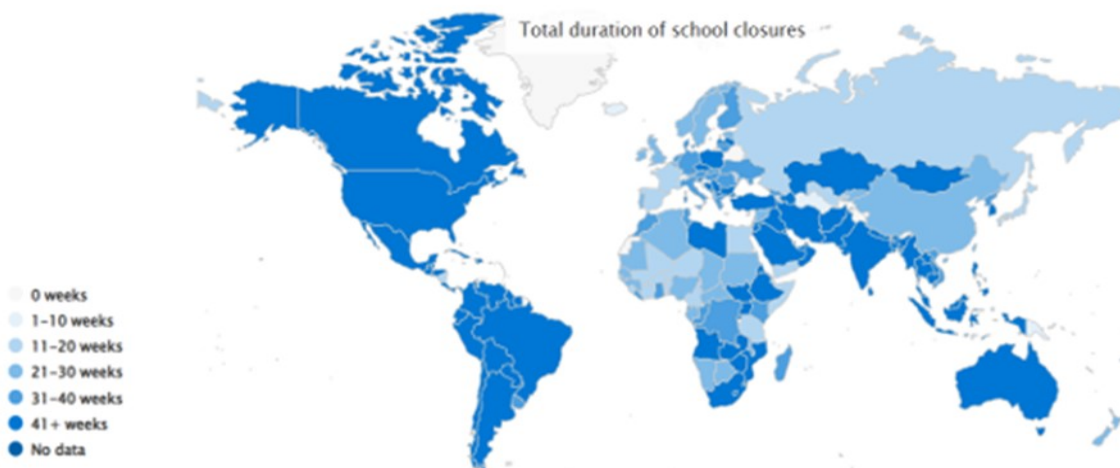 Total duration of school closures
0 weeks
1-10 weeks
11-20 weeks
21-30 weeks
31-40 weeks
41+ weeks
No data